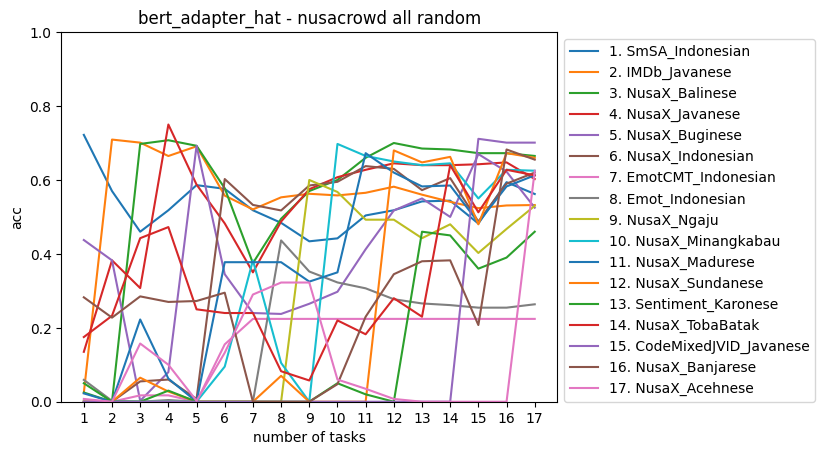 bert_adapter_hat - nusacrowd all random
1.0
0.8
0.6
0.4
0.2
0.0
acc
1 2 3 4 5 6 7 8 9 10 11 12 13 14 15 16 17
number of tasks
1. SmSA_Indonesian
2. IMDb_Javanese
3. NusaX_Balinese
4. NusaX_Javanese
5. NusaX_Buginese
6. NusaX_Indonesian
7. EmotCMT_Indonesian
8. Emot_Indonesian
9. NusaX_Ngaju
10. NusaX_Minangkabau
11. NusaX_Madurese
12. NusaX_Sundanese
13. Sentiment_Karonese
14. NusaX_TobaBatak
15. CodeMixedJVID_Javanese
16. NusaX_Banjarese
17. NusaX_Acehnese